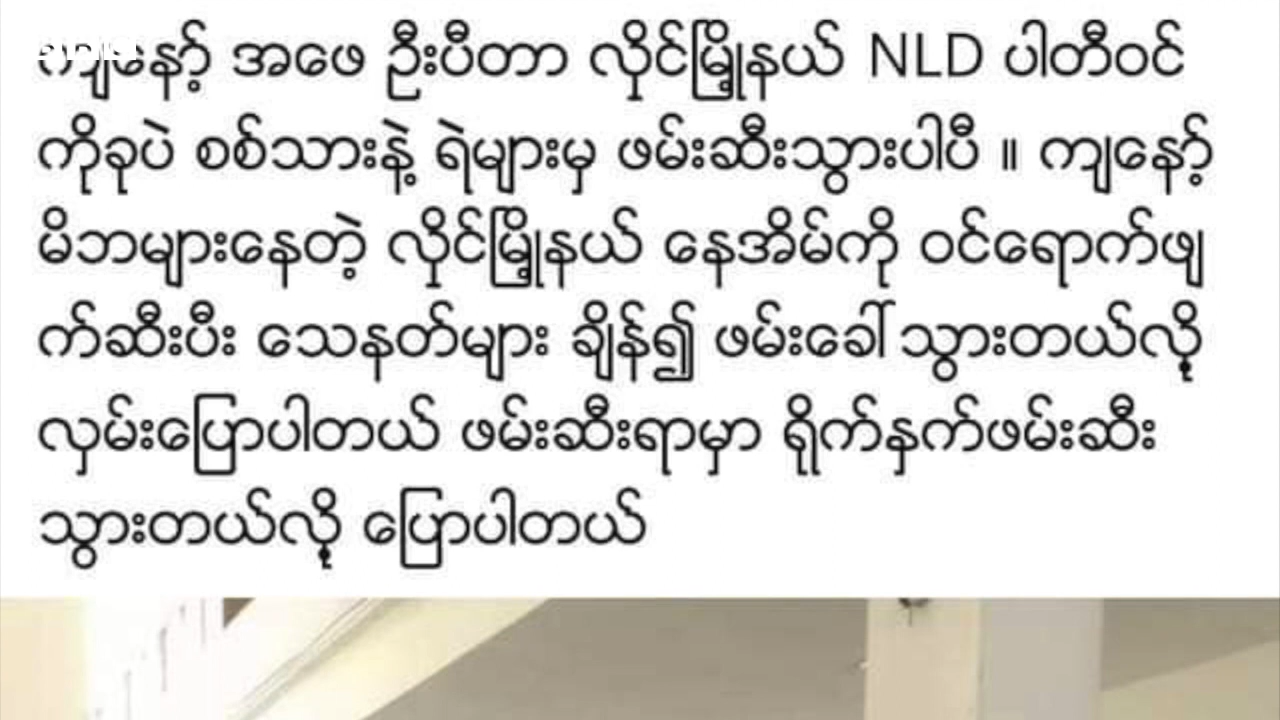 ကျနော့် အဖေ ဦးပီတာ လှိုင်မြို့နယ် NLD ပါတီဝင်
ကိုခုပဲ စစ်သားနဲ့ ရဲများမှ ဖမ်းဆီးသွားပါပီ ။ ကျနော့်
မိဘများနေတဲ့ လှိုင်မြို့နယ် နေအိမ်ကို ဝင်ရောက်ဖျ
က်ဆီးပီး သေနတ်များ ချိန်၍ ဖမ်းခေါ်သွားတယ်လို့
လှမ်းပြောပါတယ် ဖမ်းဆီးရာမှာ ရိုက်နှက်ဖမ်းဆီး
သွားတယ်လို့ ပြောပါတယ်